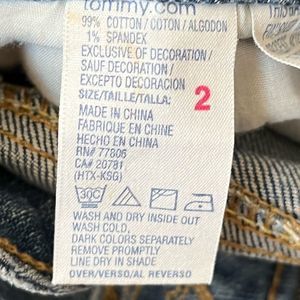 tommy.com
99% COTTON / COTON / ALGODON
1% SPANDEX
EXCLUSIVE OF DECORATION /
SAUF DECORATION /
EXCEPTO DECORACION
SIZE/TAILLE/TALLA: 2
MADE IN CHINA
FABRIQUE EN CHINE
HECHO EN CHINA
RN# 77806
CA# 20781
(HTX-KSG)
WASH AND DRY INSIDE OUT
WASH COLD,
DARK COLORS SEPARATELY
REMOVE PROMPTLY
LINE DRY IN SHADE
OVER/VERSO/AL REVERSO